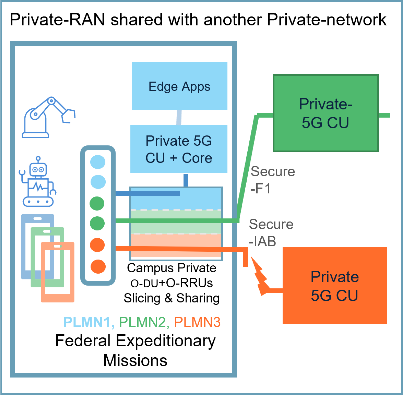 Private-RAN shared with another Private-network
Edge Apps
Private 5G
CU + Core
Private-
5G CU
Secure
-F1
Secure
-IAB
Private
5G CU
Campus Private
O-DU+O-RRUs
Slicing & Sharing
PLMN1, PLMN2, PLMN3
Federal Expeditionary
Missions